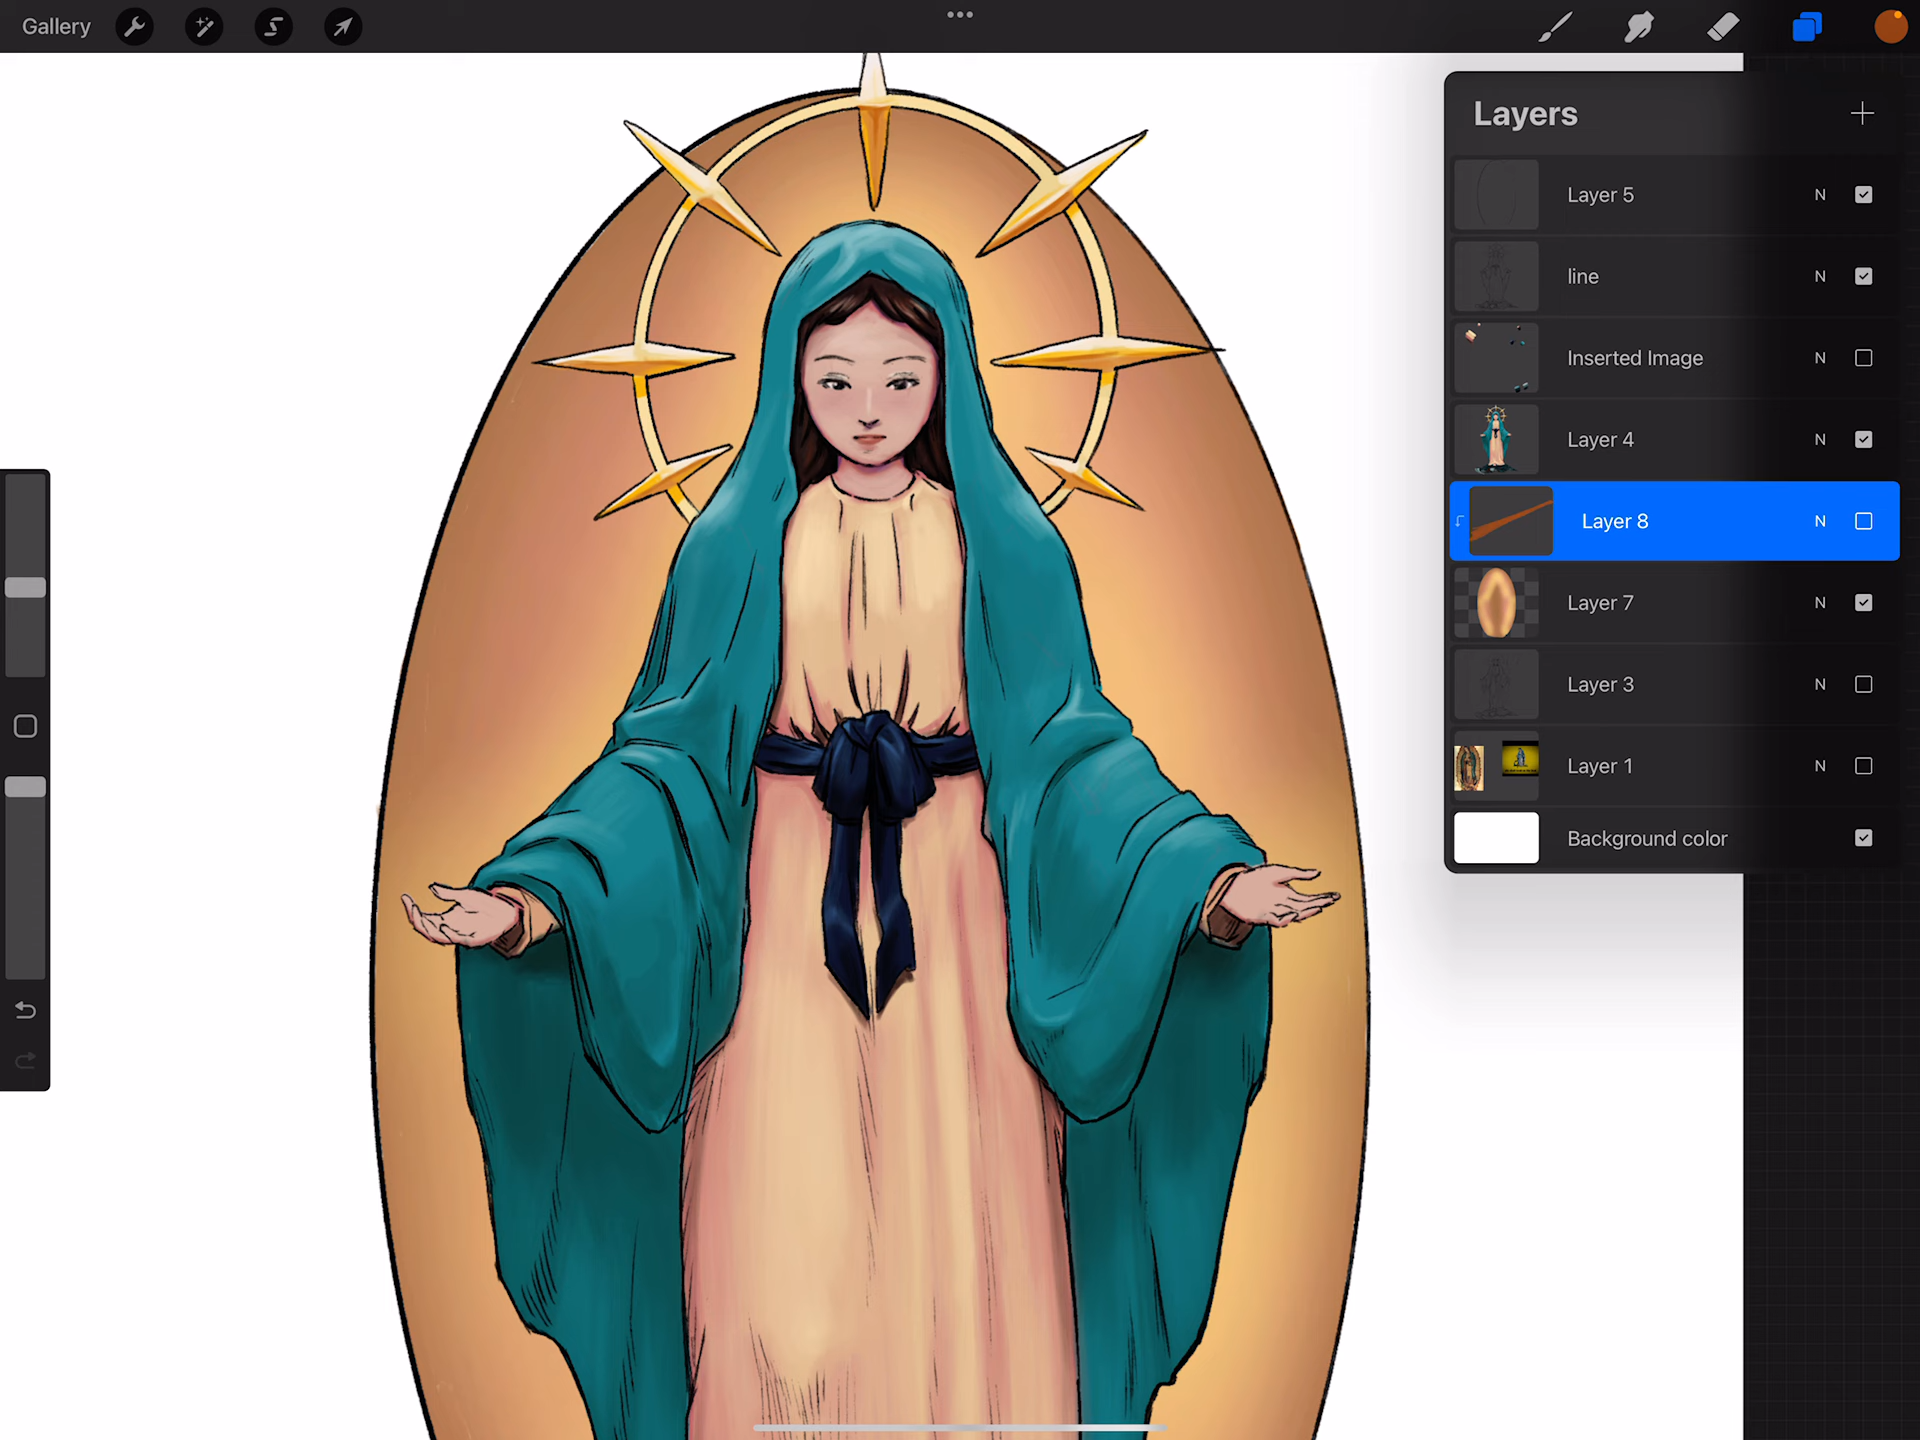 Gallery
Layers
Layer 5 N
line N
Inserted Image N
Layer 4 N
Layer 8 N
Layer 7 N
Layer 3 N
Layer 1 N
Background color